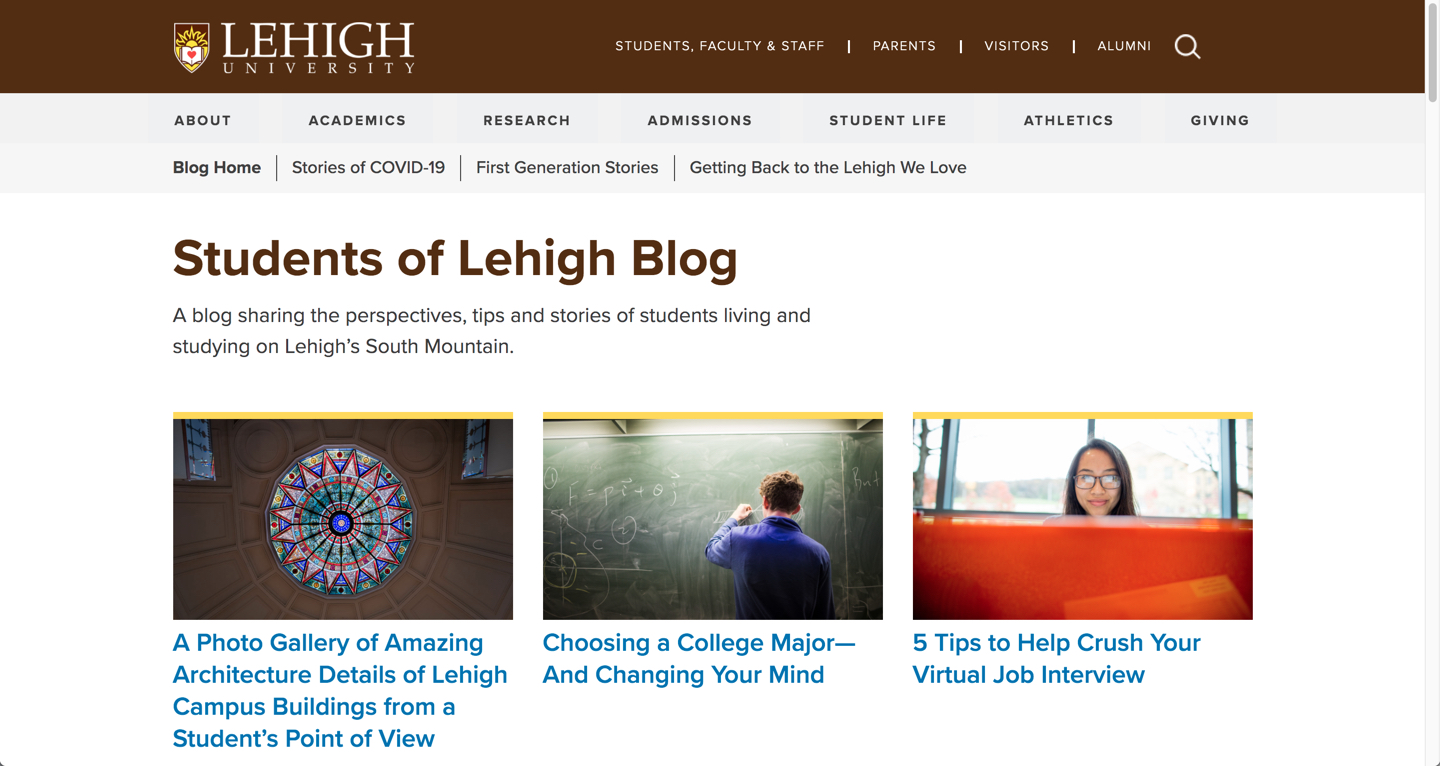 LEHIGH
UNIVERSITY
STUDENTS, FACULTY & STAFF | PARENTS | VISITORS | ALUMNI
ABOUT ACADEMICS RESEARCH ADMISSIONS STUDENT LIFE ATHLETICS GIVING
Blog Home | Stories of COVID-19 | First Generation Stories | Getting Back to the Lehigh We Love
Students of Lehigh Blog
A blog sharing the perspectives, tips and stories of students living and
studying on Lehigh’s South Mountain.
But
A Photo Gallery of Amazing
Architecture Details of Lehigh
Campus Buildings from a
Student’s Point of View
Choosing a College Major—
And Changing Your Mind
5 Tips to Help Crush Your
Virtual Job Interview